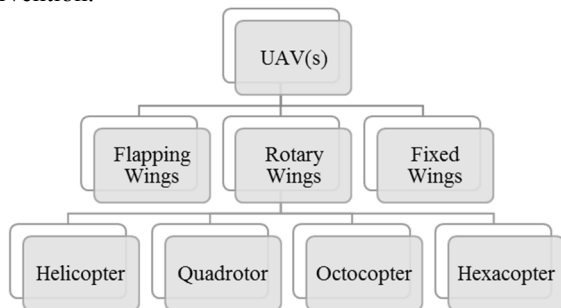 UAV(s)
Flapping
Wings
Rotary
Wings
Fixed
Wings
Helicopter
Quadrotor
Octocopter
Hexacopter